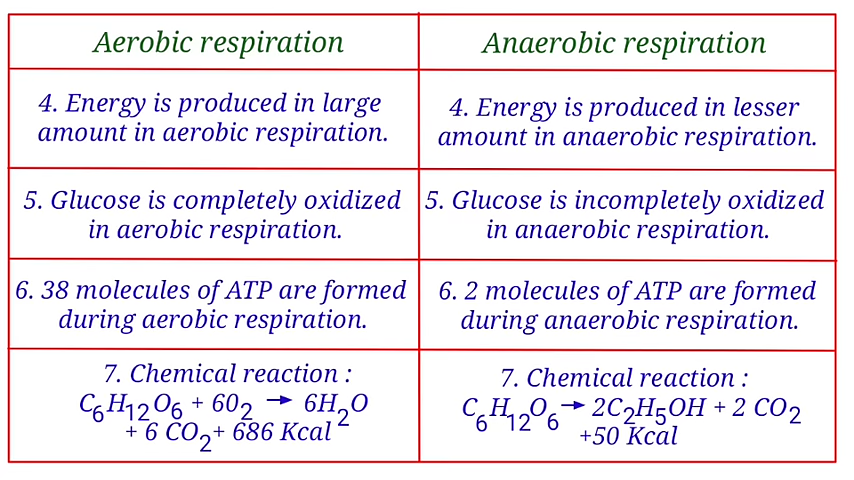 Aerobic respiration
Anaerobic respiration
4. Energy is produced in large
amount in aerobic respiration.
4. Energy is produced in lesser
amount in anaerobic respiration.
5. Glucose is completely oxidized
in aerobic respiration.
5. Glucose is incompletely oxidized
in anaerobic respiration.
6. 38 molecules of ATP are formed
during aerobic respiration.
6. 2 molecules of ATP are formed
during anaerobic respiration.
7. Chemical reaction :
C₆H₁₂O₆ + 60₂ → 6H₂O
+ 6 CO₂+ 686 Kcal
7. Chemical reaction :
C₆H₁₂O₆→ 2C₂H₅OH + 2 CO₂
+50 Kcal